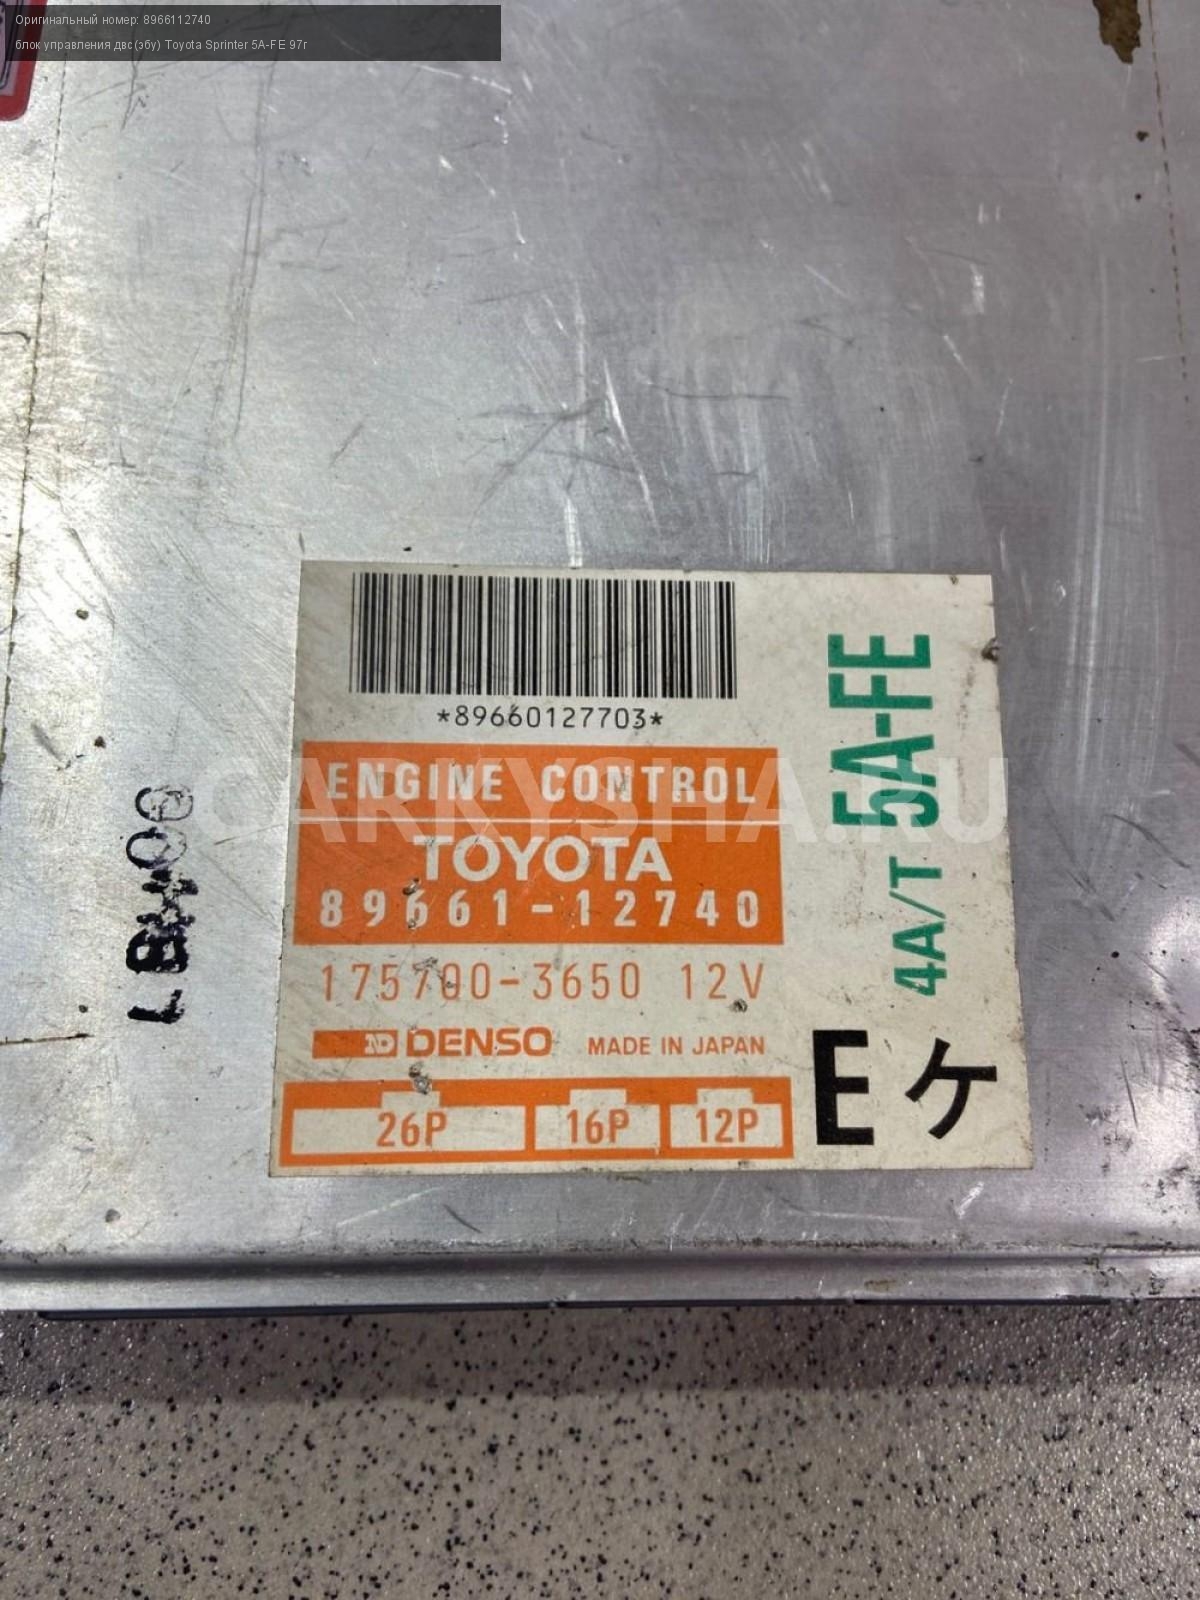 Оригинальный номер: 8966112740
блок управления двс(эбу) Toyota Sprinter 5A-FE 97г
*89660127703*
ENGINE CONTROL
TOYOTA
89661-12740
175700-3650 12V
ND DENSO MADE IN JAPAN
26P 16P 12P
4A/T 5A-FE
E ケ
CARKYSHA.RU